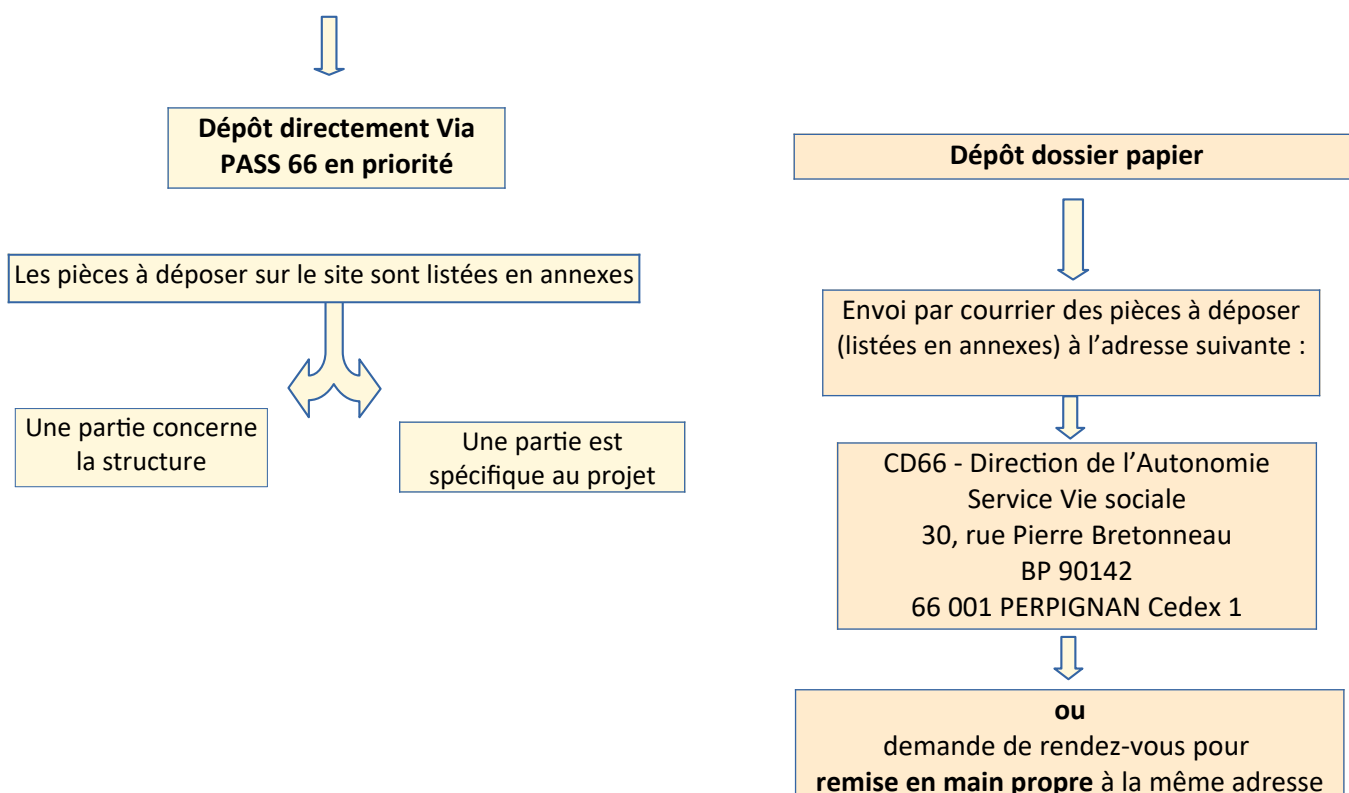 Dépôt directement Via
PASS 66 en priorité
Les pièces à déposer sur le site sont listées en annexes
Une partie concerne
la structure
Une partie est
spécifique au projet
Dépôt dossier papier
Envoi par courrier des pièces à déposer
(listées en annexes) à l’adresse suivante :
CD66 - Direction de l’Autonomie
Service Vie sociale
30, rue Pierre Bretonneau
BP 90142
66 001 PERPIGNAN Cedex 1
ou
demande de rendez-vous pour
remise en main propre à la même adresse